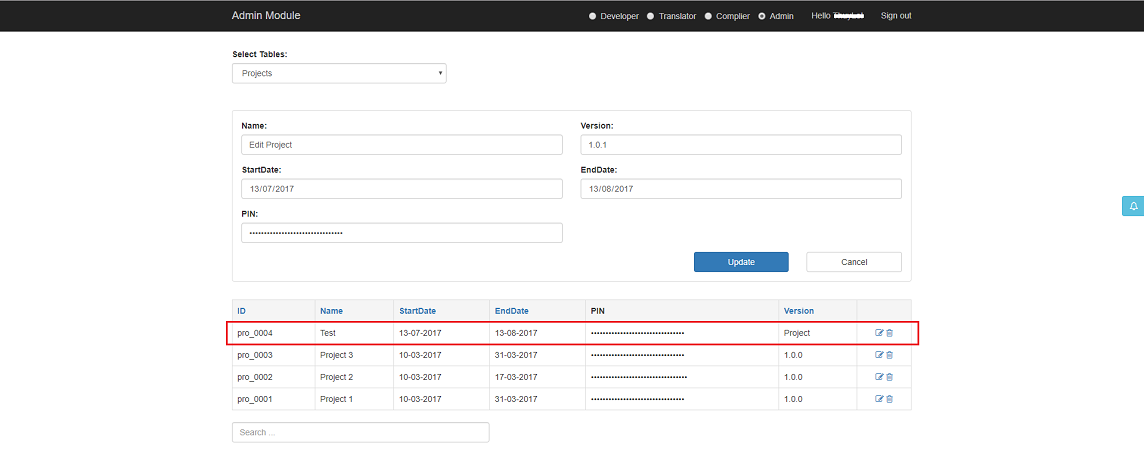 Admin Module Developer Translator Complier Admin Hello Sign out
Select Tables:
Projects
Name: Version:
Edit Project 1.0.1
StartDate: EndDate:
13/07/2017 13/08/2017
PIN:
Update Cancel
ID Name StartDate EndDate PIN Version
pro_0004 Test 13-07-2017 13-08-2017 Project
pro_0003 Project 3 10-03-2017 31-03-2017 1.0.0
pro_0002 Project 2 10-03-2017 17-03-2017 1.0.0
pro_0001 Project 1 10-03-2017 31-03-2017 1.0.0
Search ...